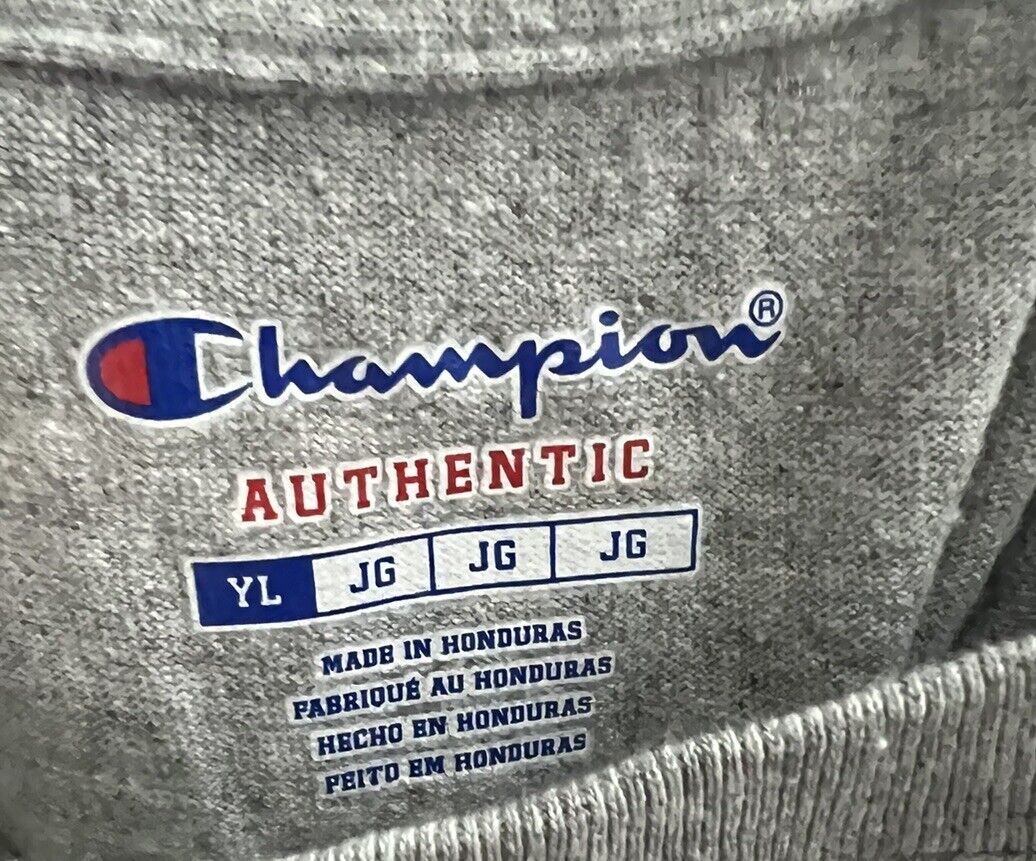 Champion®
AUTHENTIC
YL JG JG JG
MADE IN HONDURAS
FABRIQUÉ AU HONDURAS
HECHO EN HONDURAS
FEITO EM HONDURAS